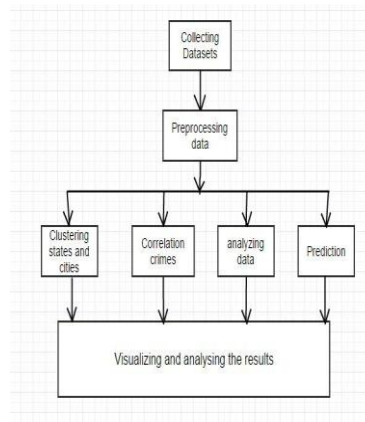 Collecting
Datasets
Preprocessing
data
Clustering
states and
cities
Correlation
crimes
analyzing
data
Prediction
Visualizing and analysing the results